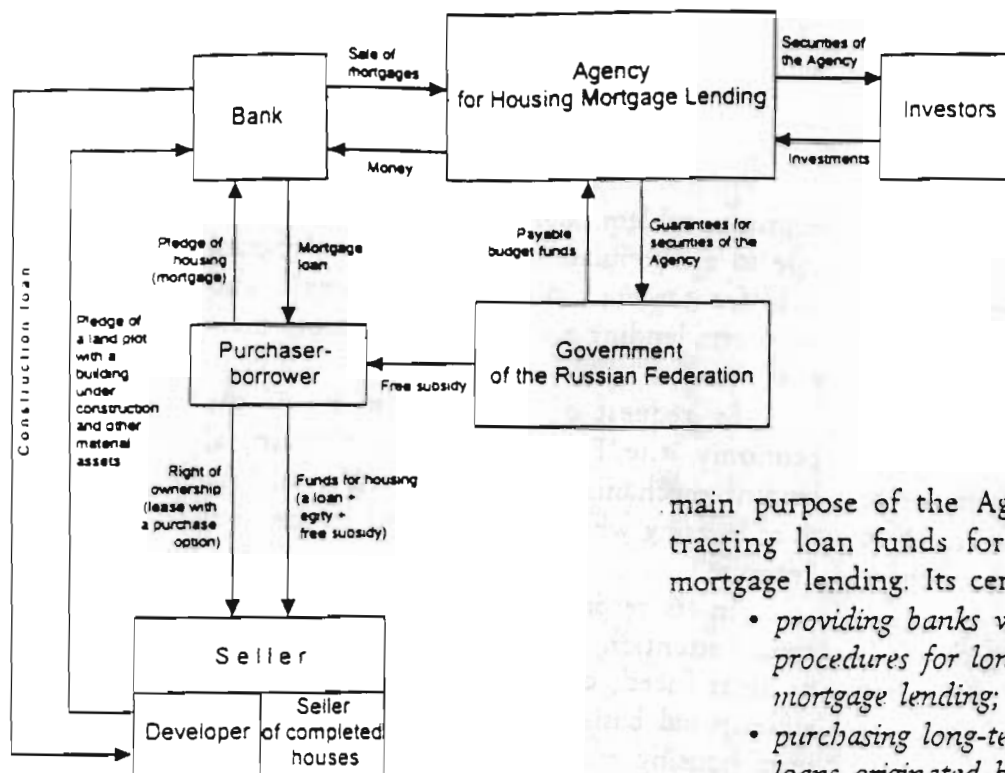 Sale of
mortgages
Securities of
the Agency
Agency
for Housing Mortgage Lending
Bank
Investors
Money
Investments
Pledge of
housing
(mortgage)
Mortgage
loan
Payable
budget funds
Guarantees for
securities of the
Agency
Construction loan
Pledge of
a land plot
with a
building
under
construction
and other
material
assets
Purchaser-
borrower
Free subsidy
Government
of the Russian Federation
Right of
ownership
(lease with
a purchase
option)
Funds for housing
(a loan +
egity +
free subsidy)
Seller
Developer
Seller
of completed
houses
main purpose of the Ag
tracting loan funds for
mortgage lending. Its cen
• providing banks
procedures for lon
mortgage lending;
• purchasing long-te
loans originated